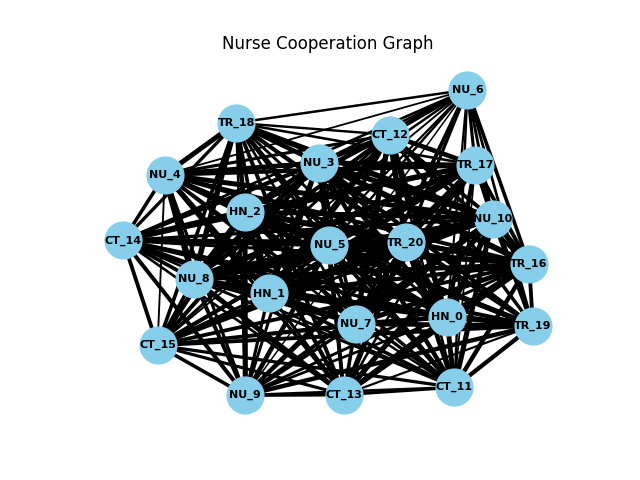 Nurse Cooperation Graph
NU_6
TR_18
CT_12
NU_3
TR_17
NU_4
HN_2
NU_10
CT_14
NU_5
TR_20
TR_16
NU_8
HN_1
NU_7
HN_0
TR_19
CT_15
CT_11
NU_9
CT_13